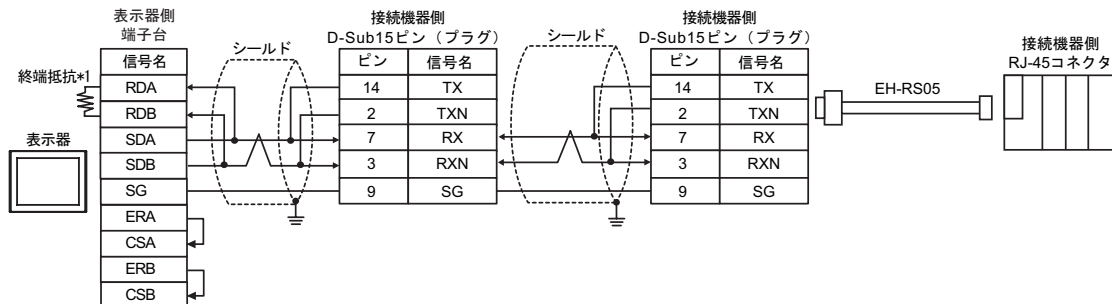 表示器側
端子台
信号名
RDA
RDB
SDA
SDB
SG
ERA
CSA
ERB
CSB
終端抵抗*1
表示器
シールド
接続機器側
D-Sub15ピン（プラグ）
ピン 信号名
14 TX
2 TXN
7 RX
3 RXN
9 SG
シールド
接続機器側
D-Sub15ピン（プラグ）
ピン 信号名
14 TX
2 TXN
7 RX
3 RXN
9 SG
EH-RS05
接続機器側
RJ-45コネクタ